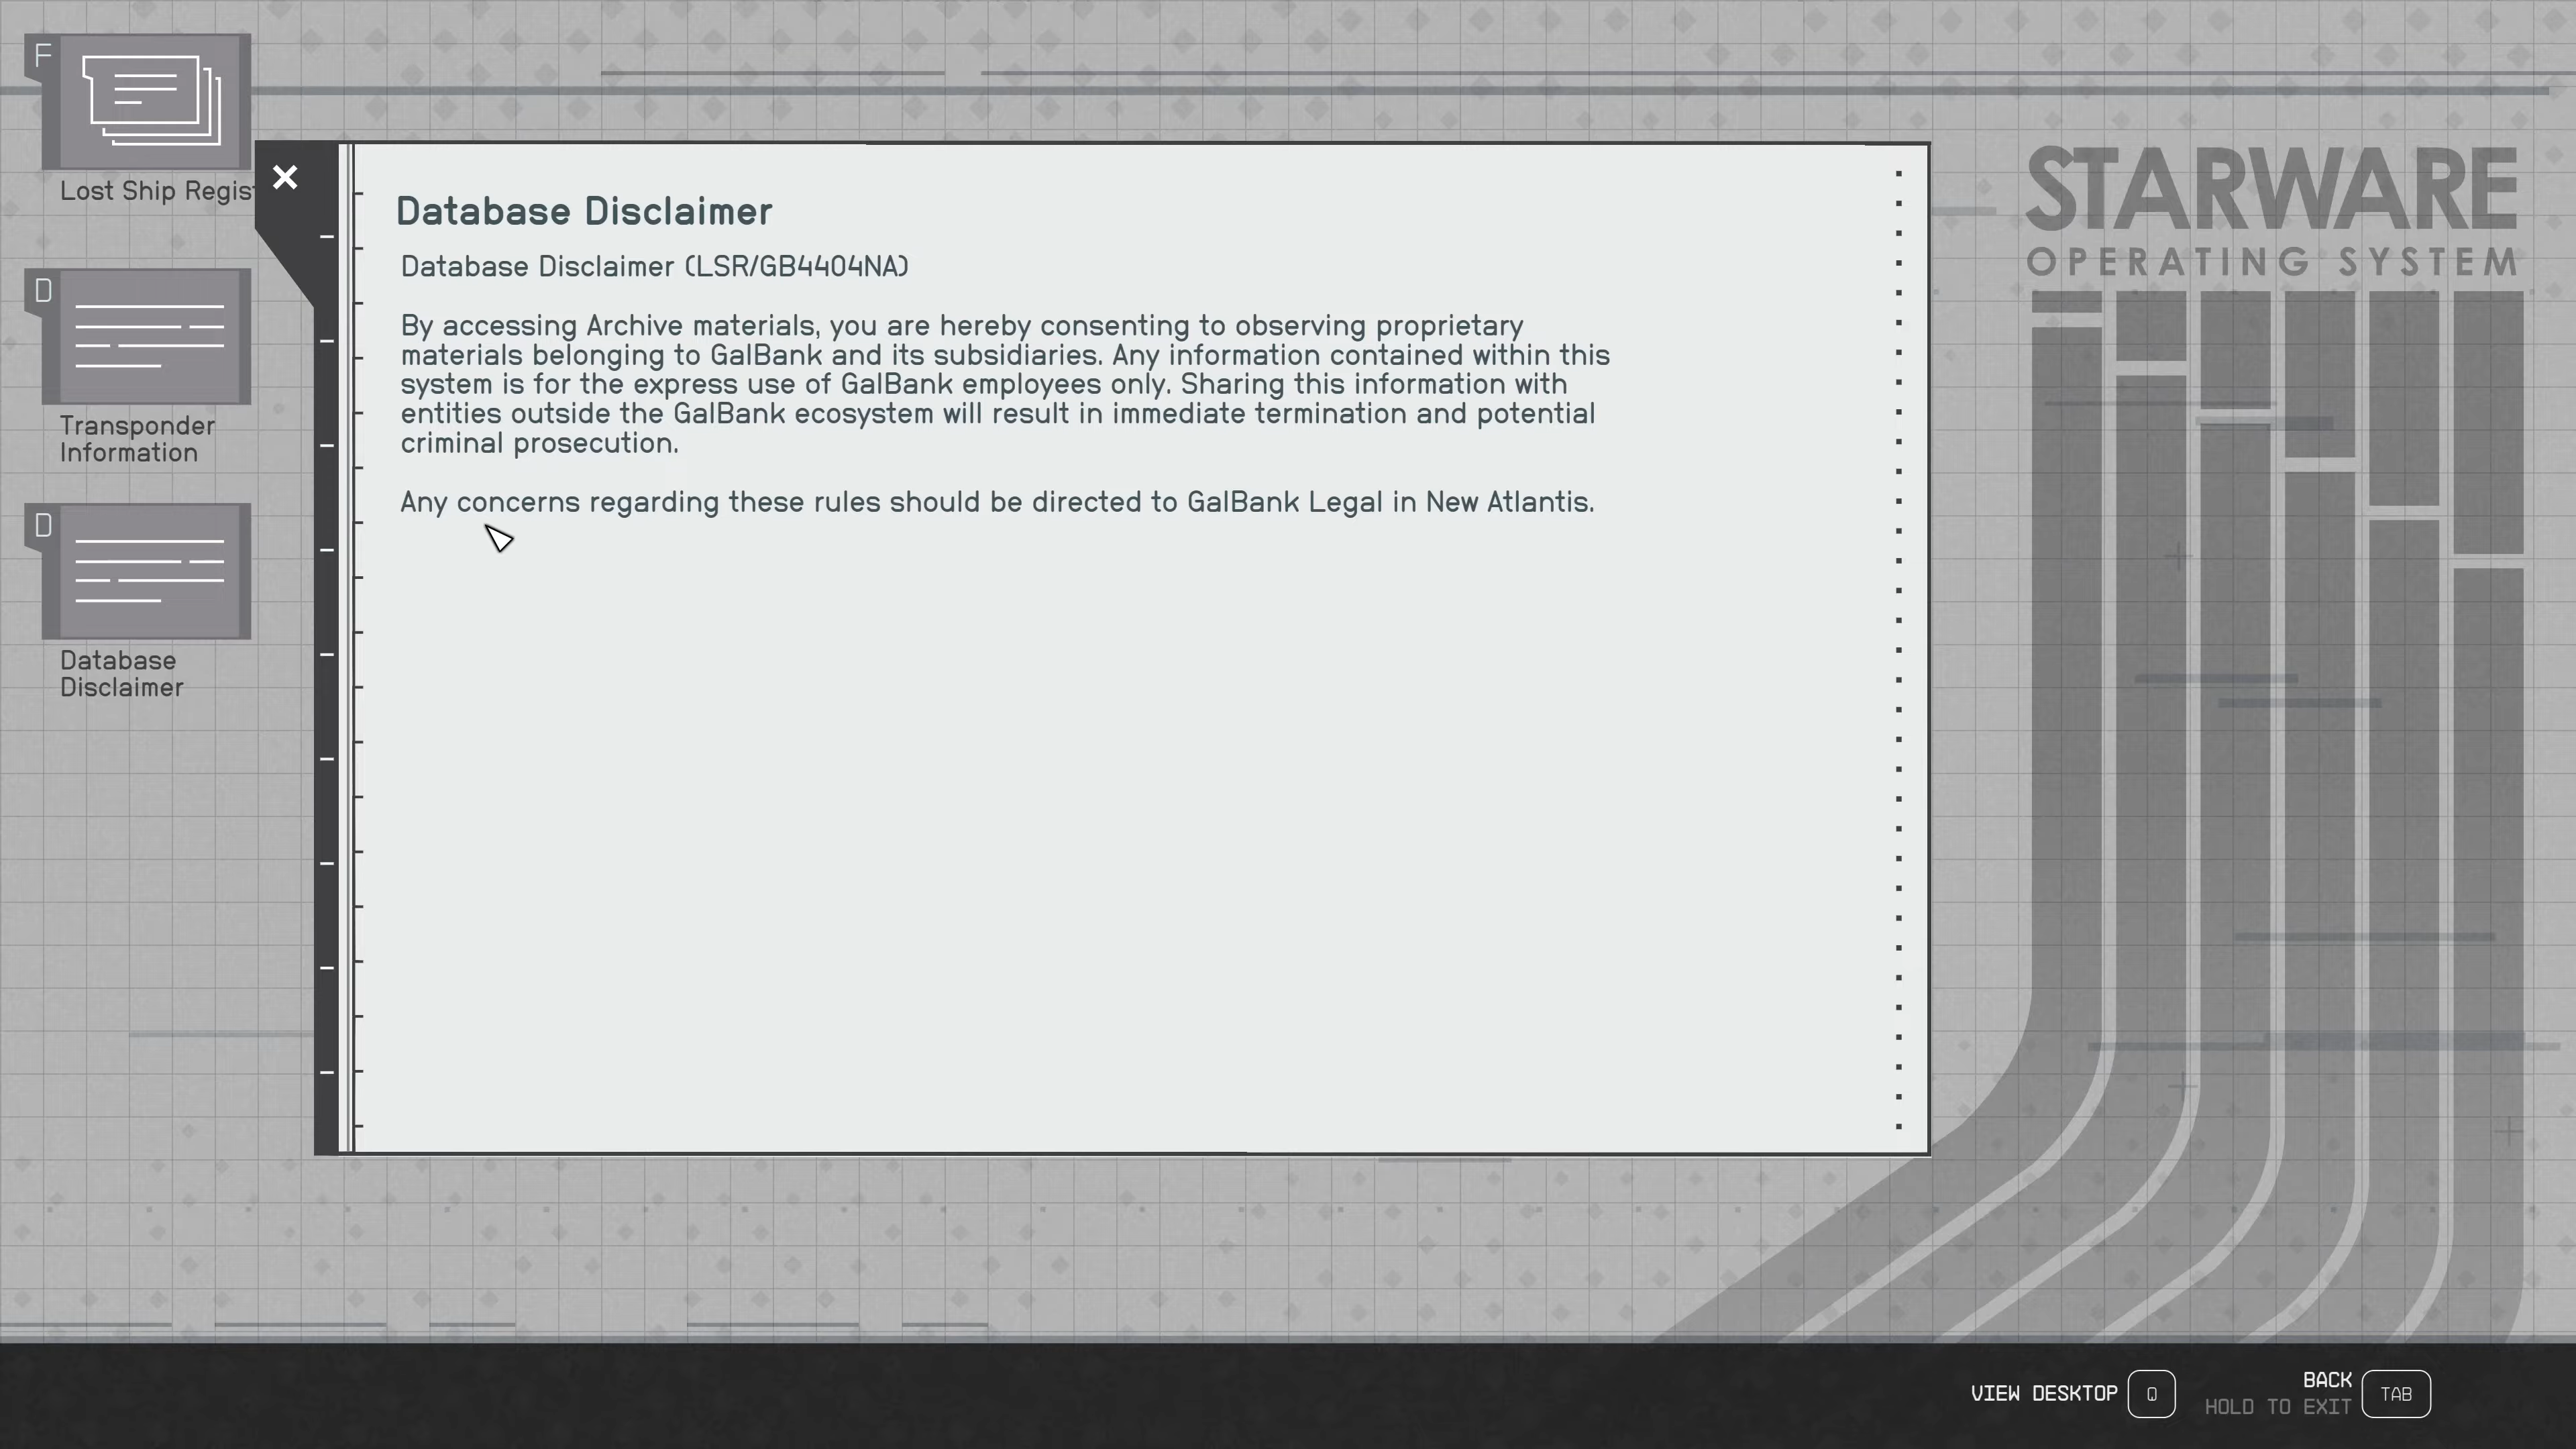 F
Lost Ship Regis
D
Transponder
Information
D
Database
Disclaimer
Database Disclaimer
Database Disclaimer (LSR/GB4404NA)
By accessing Archive materials, you are hereby consenting to observing proprietary
materials belonging to GalBank and its subsidiaries. Any information contained within this
system is for the express use of GalBank employees only. Sharing this information with
entities outside the GalBank ecosystem will result in immediate termination and potential
criminal prosecution.
Any concerns regarding these rules should be directed to GalBank Legal in New Atlantis.
STARWARE
OPERATING SYSTEM
VIEW DESKTOP Q
BACK
HOLD TO EXIT TAB